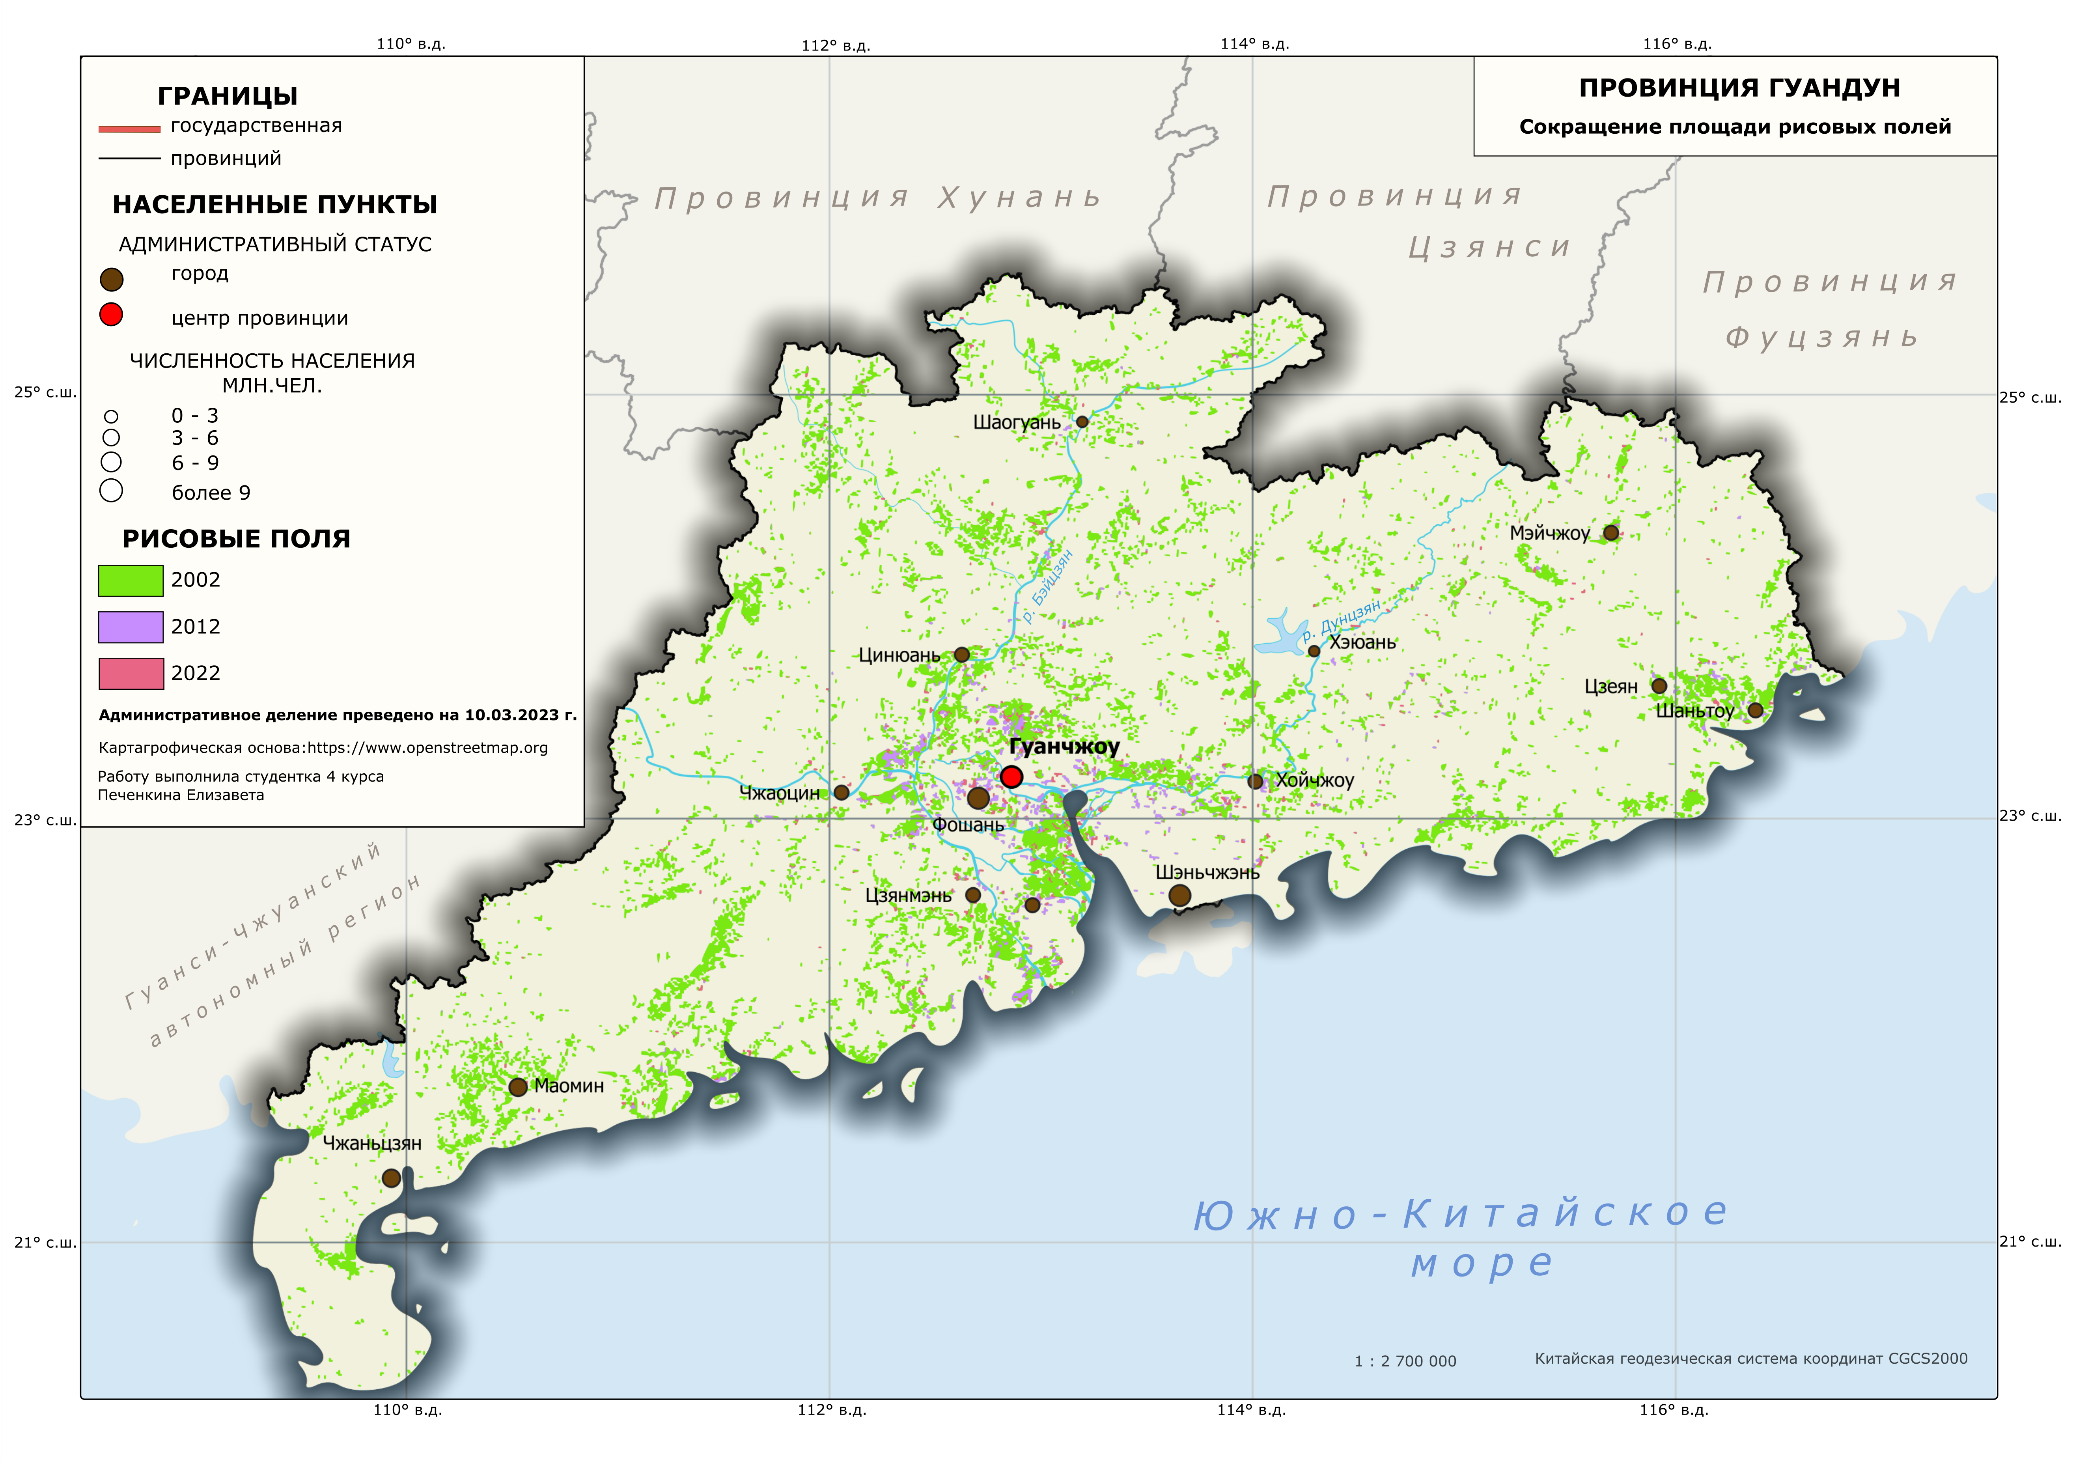 110° в.д.
112° в.д.
114° в.д.
116° в.д.
ГРАНИЦЫ
государственная
провинций
НАСЕЛЕННЫЕ ПУНКТЫ
АДМИНИСТРАТИВНЫЙ СТАТУС
город
центр провинции
ЧИСЛЕННОСТЬ НАСЕЛЕНИЯ
МЛН.ЧЕЛ.
0 - 3
3 - 6
6 - 9
более 9
РИСОВЫЕ ПОЛЯ
2002
2012
2022
Административное деление преведено на 10.03.2023 г.
Картагрофическая основа:https://www.openstreetmap.org
Работу выполнила студентка 4 курса
Печенкина Елизавета
ПРОВИНЦИЯ ГУАНДУН
Сокращение площади рисовых полей
Провинция Хунань
Провинция
Цзянси
Провинция
Фуцзянь
25° с.ш.
25° с.ш.
Шаогуань
Мэйчжоу
р. Бэйцзян
р. Дунцзян
Хэюань
Цинюань
Цзеян
Шаньтоу
Гуанчжоу
Чжаоцин
Хойчжоу
Фошань
23° с.ш.
23° с.ш.
Шэньчжэнь
Цзянмэнь
Гуанси-Чжуанский
автономный регион
Маомин
Чжаньцзян
Южно-Китайское
море
21° с.ш.
21° с.ш.
1 : 2 700 000
Китайская геодезическая система координат CGCS2000
110° в.д.
112° в.д.
114° в.д.
116° в.д.